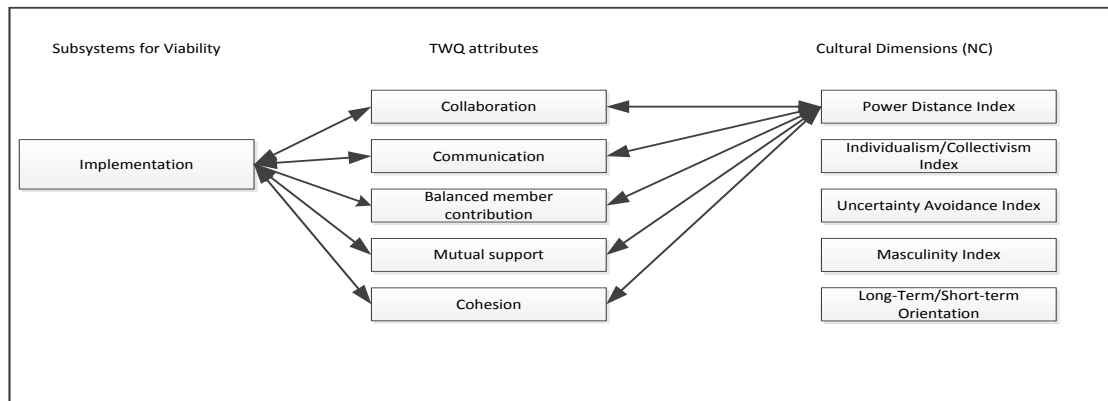 Subsystems for Viability
TWQ attributes
Cultural Dimensions (NC)
Implementation
Collaboration
Communication
Balanced member
contribution
Mutual support
Cohesion
Power Distance Index
Individualism/Collectivism
Index
Uncertainty Avoidance Index
Masculinity Index
Long-Term/Short-term
Orientation